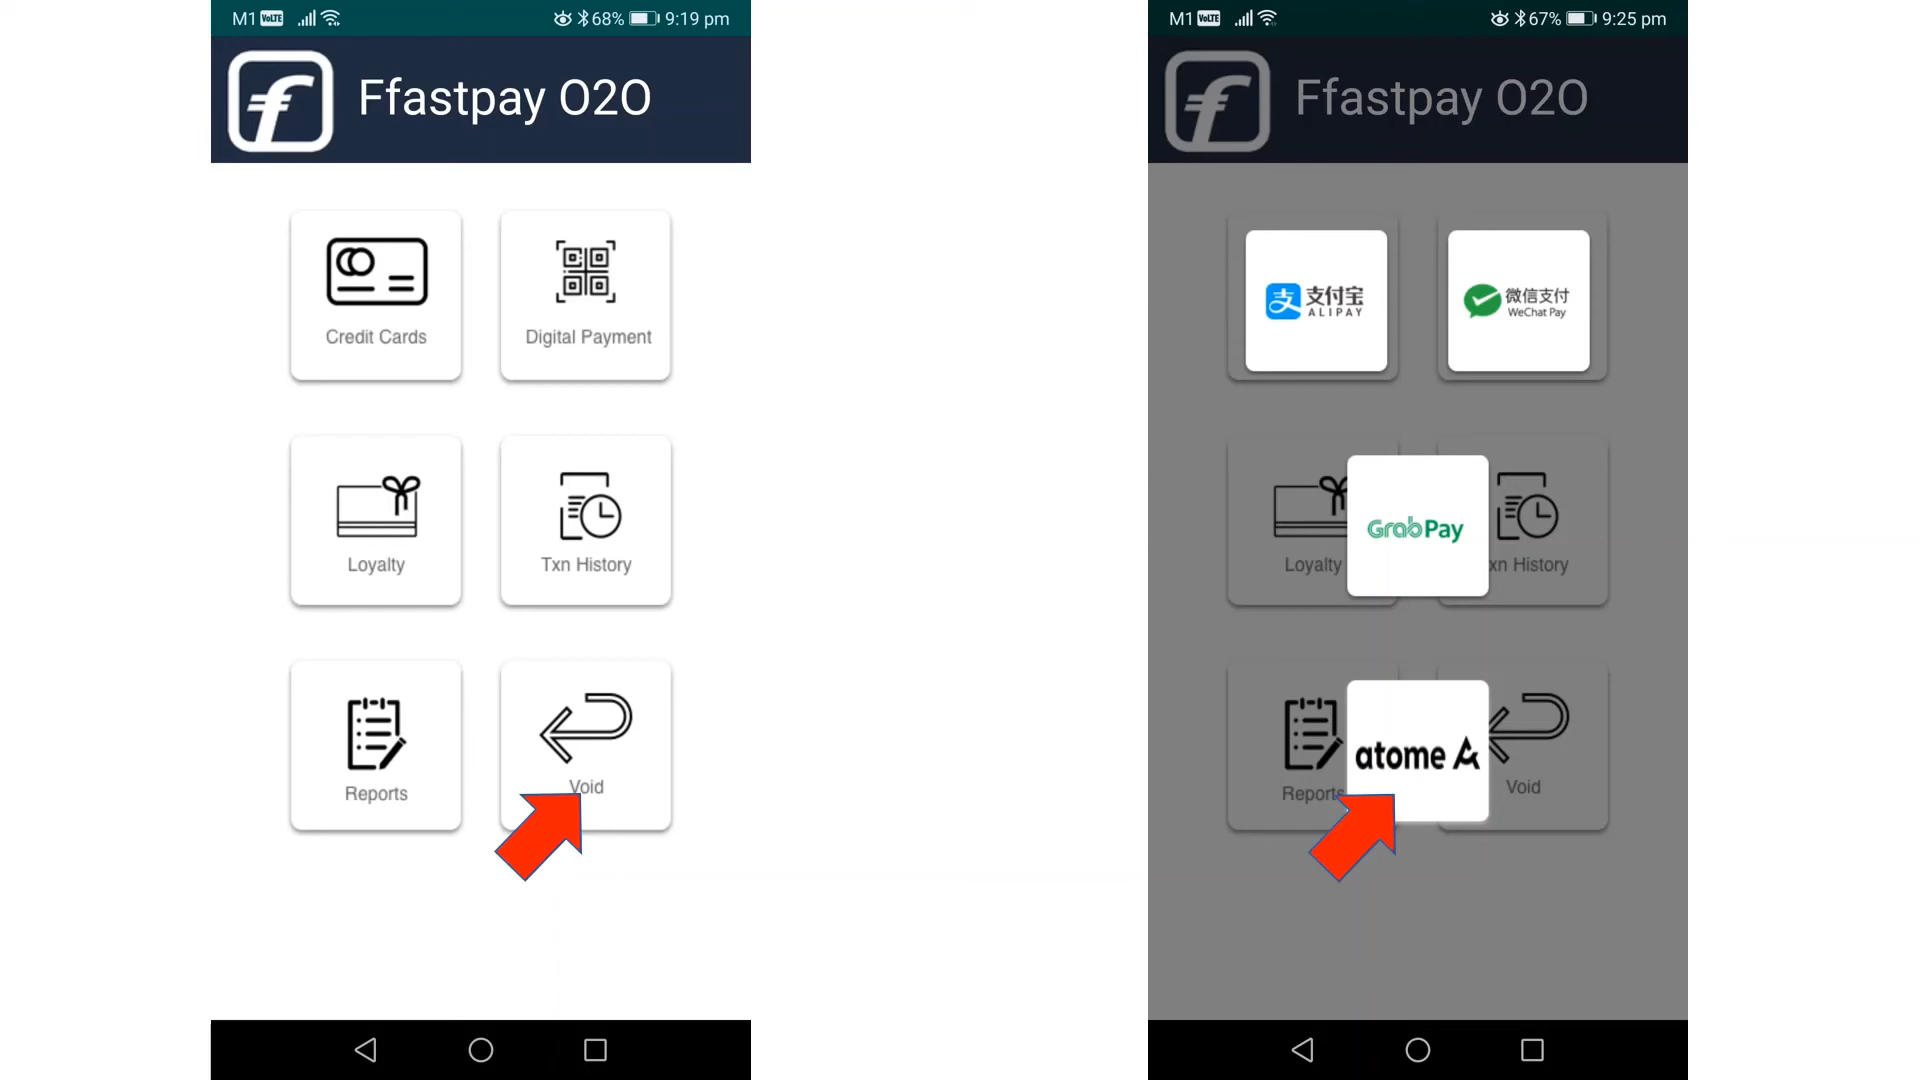 M1 VoLTE 68% 9:19 pm
Ffastpay O2O
Credit Cards
Digital Payment
Loyalty
Txn History
Reports
Void
M1 VoLTE 67% 9:25 pm
Ffastpay O2O
支付宝
ALIPAY
微信支付
WeChat Pay
Loyalty
GrabPay
xn History
Reports
atome A
Void